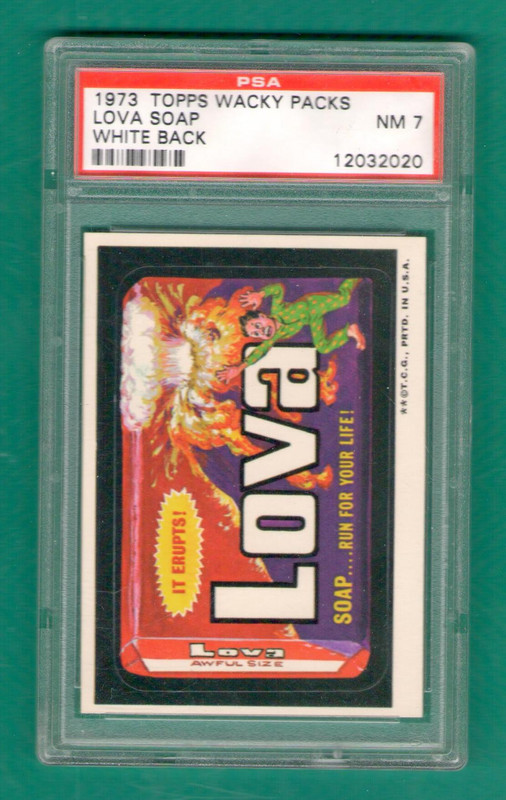 PSA
1973 TOPPS WACKY PACKS
LOVA SOAP
NM 7
WHITE BACK
12032020
IT ERUPTS!
Lova
SOAP....RUN FOR YOUR LIFE!
Lova
AWFUL SIZE
**©T.C.G., PRTD. IN U.S.A.